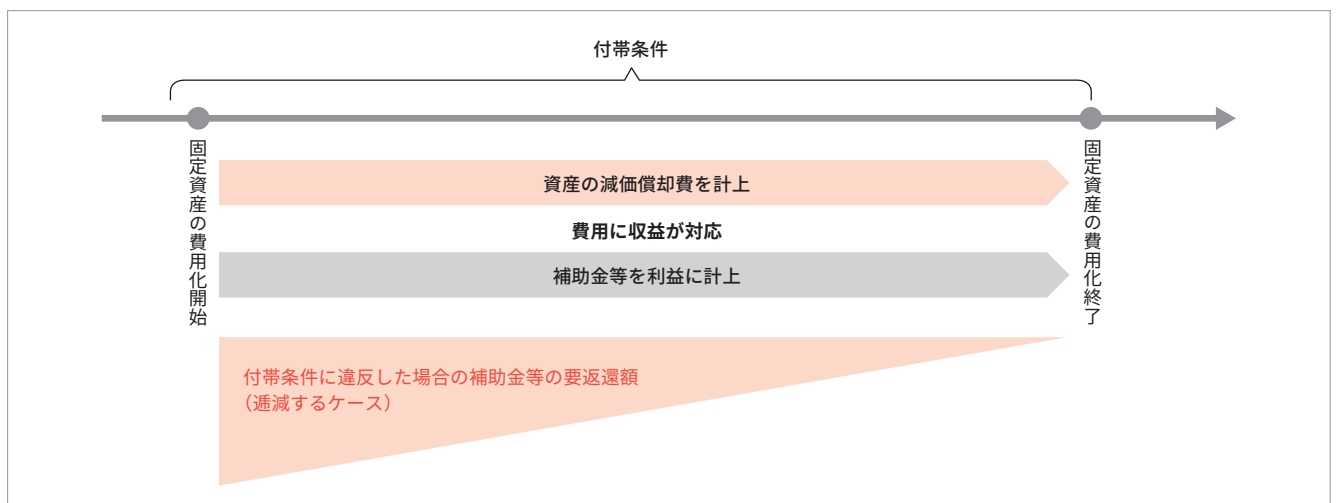 付帯条件
固定資産の費用化開始
資産の減価償却費を計上
費用に収益が対応
補助金等を利益に計上
固定資産の費用化終了
付帯条件に違反した場合の補助金等の要返還額
（逓減するケース）